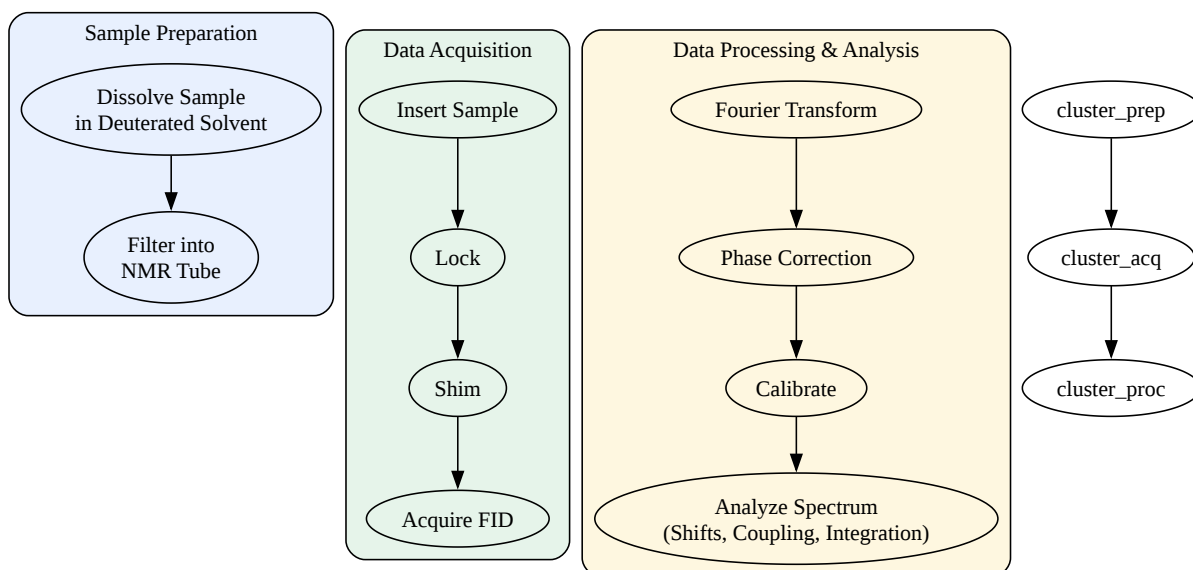 Sample Preparation
Dissolve Sample
in Deuterated Solvent
Filter into
NMR Tube
Data Acquisition
Insert Sample
Lock
Shim
Acquire FID
Data Processing & Analysis
Fourier Transform
Phase Correction
Calibrate
Analyze Spectrum
(Shifts, Coupling, Integration)
cluster_prep
cluster_acq
cluster_proc